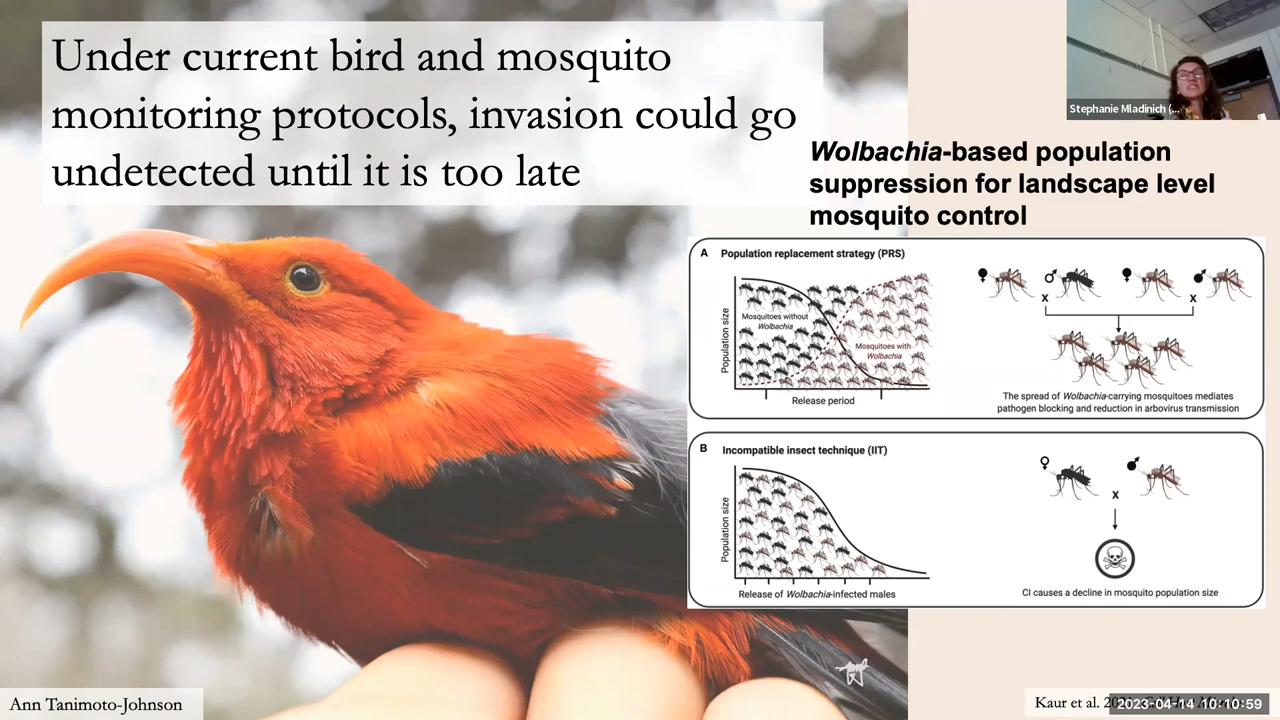 Under current bird and mosquito
monitoring protocols, invasion could go
undetected until it is too late
Stephanie Mladinich (...
Wolbachia-based population
suppression for landscape level
mosquito control
A Population replacement strategy (PRS)
Population size
Mosquitoes without
Wolbachia
Mosquitoes with
Wolbachia
Release period
x x
The spread of Wolbachia-carrying mosquitoes mediates
pathogen blocking and reduction in arbovirus transmission
B Incompatible insect technique (IIT)
Population size
Release of Wolbachia-infected males
x
CI causes a decline in mosquito population size
Ann Tanimoto-Johnson
Kaur et al.
2023-04-14 10:10:59